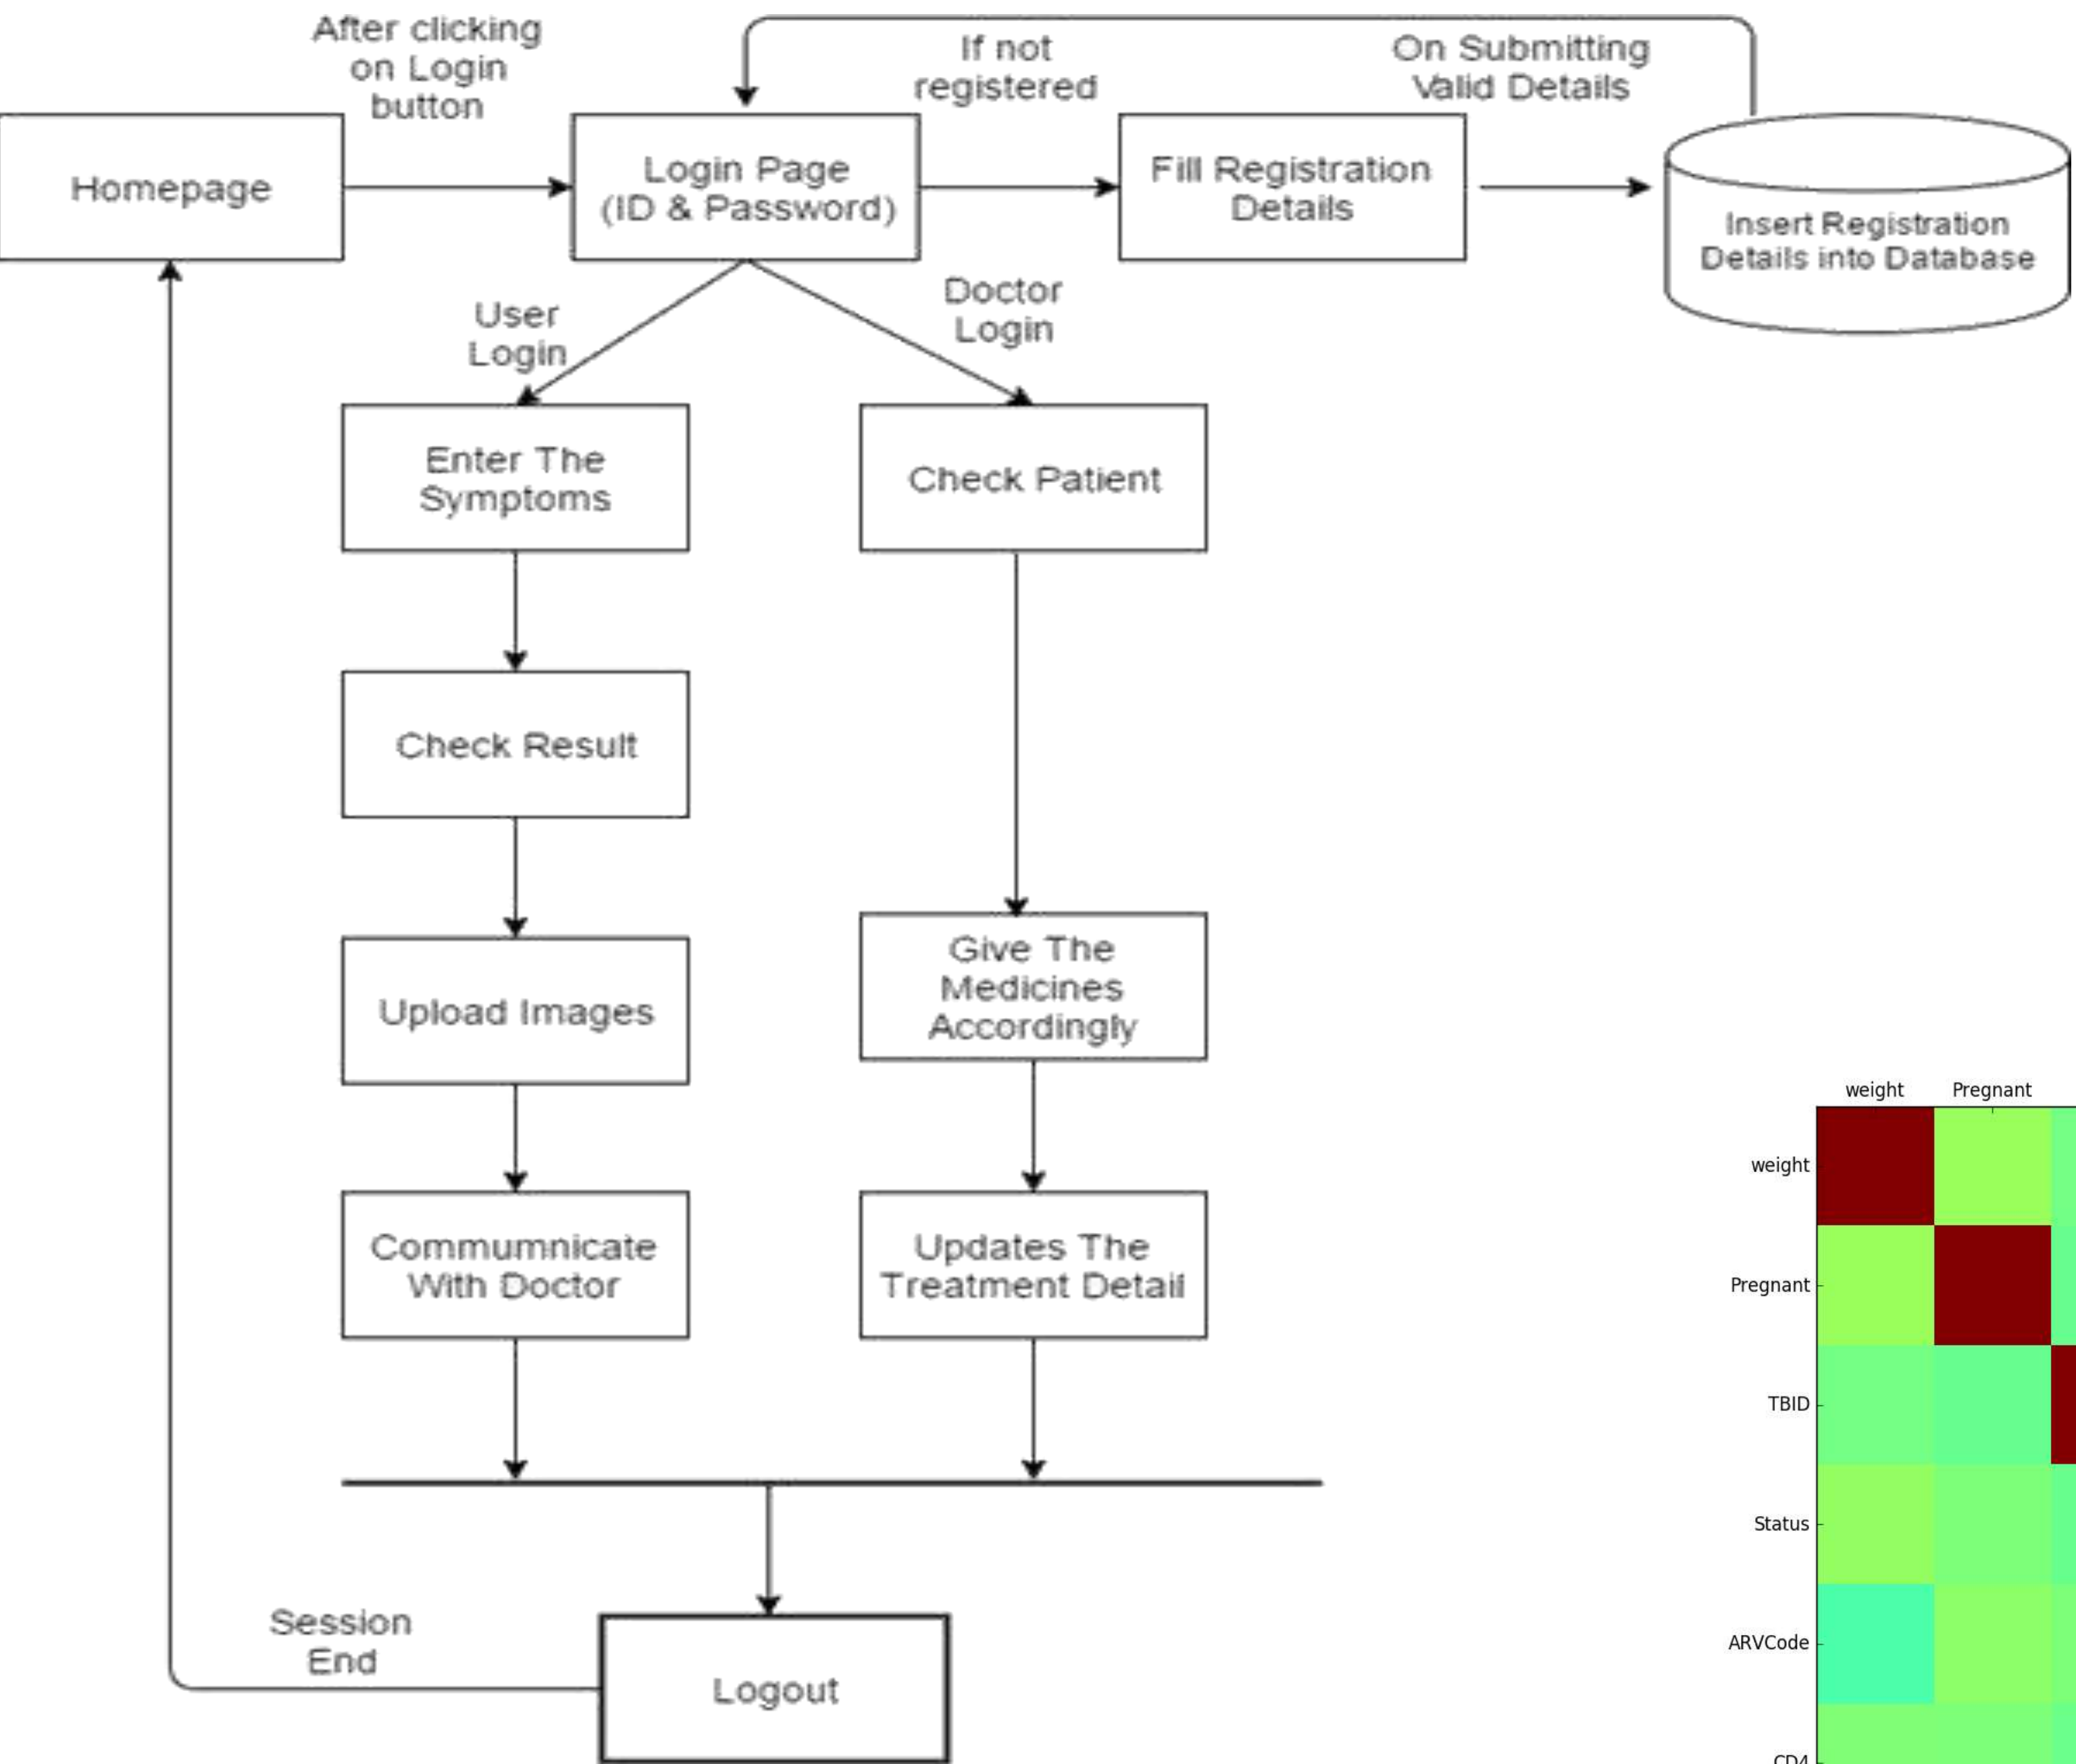 After clicking
on Login
button
If not
registered
On Submitting
Valid Details
Homepage
Login Page
(ID & Password)
Fill Registration
Details
Insert Registration
Details into Database
User
Login
Doctor
Login
Enter The
Symptoms
Check Patient
Check Result
Upload Images
Give The
Medicines
Accordingly
Commumnicate
With Doctor
Updates The
Treatment Detail
Session
End
Logout
weight
Pregnant
weight
Pregnant
TBID
Status
ARVCode
CD4